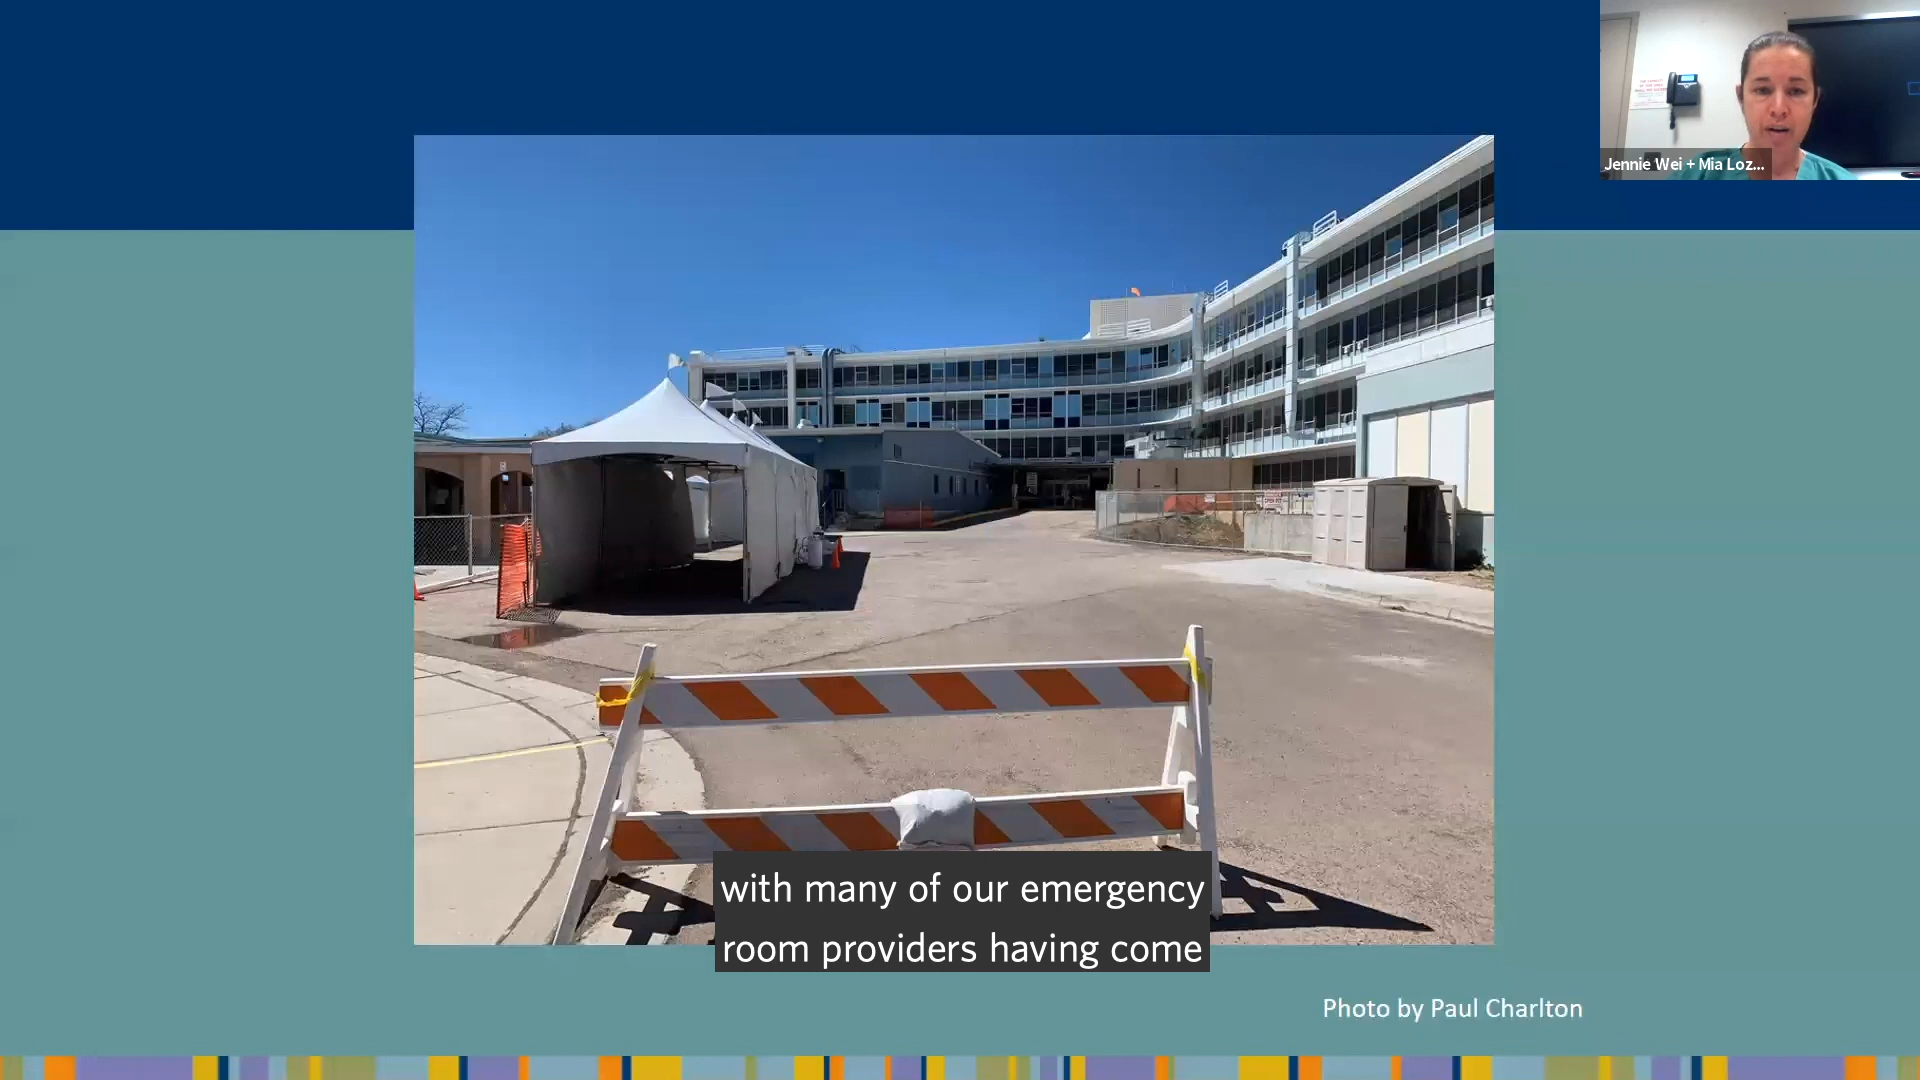 Jennie Wei + Mia Loz...
with many of our emergency
room providers having come
Photo by Paul Charlton